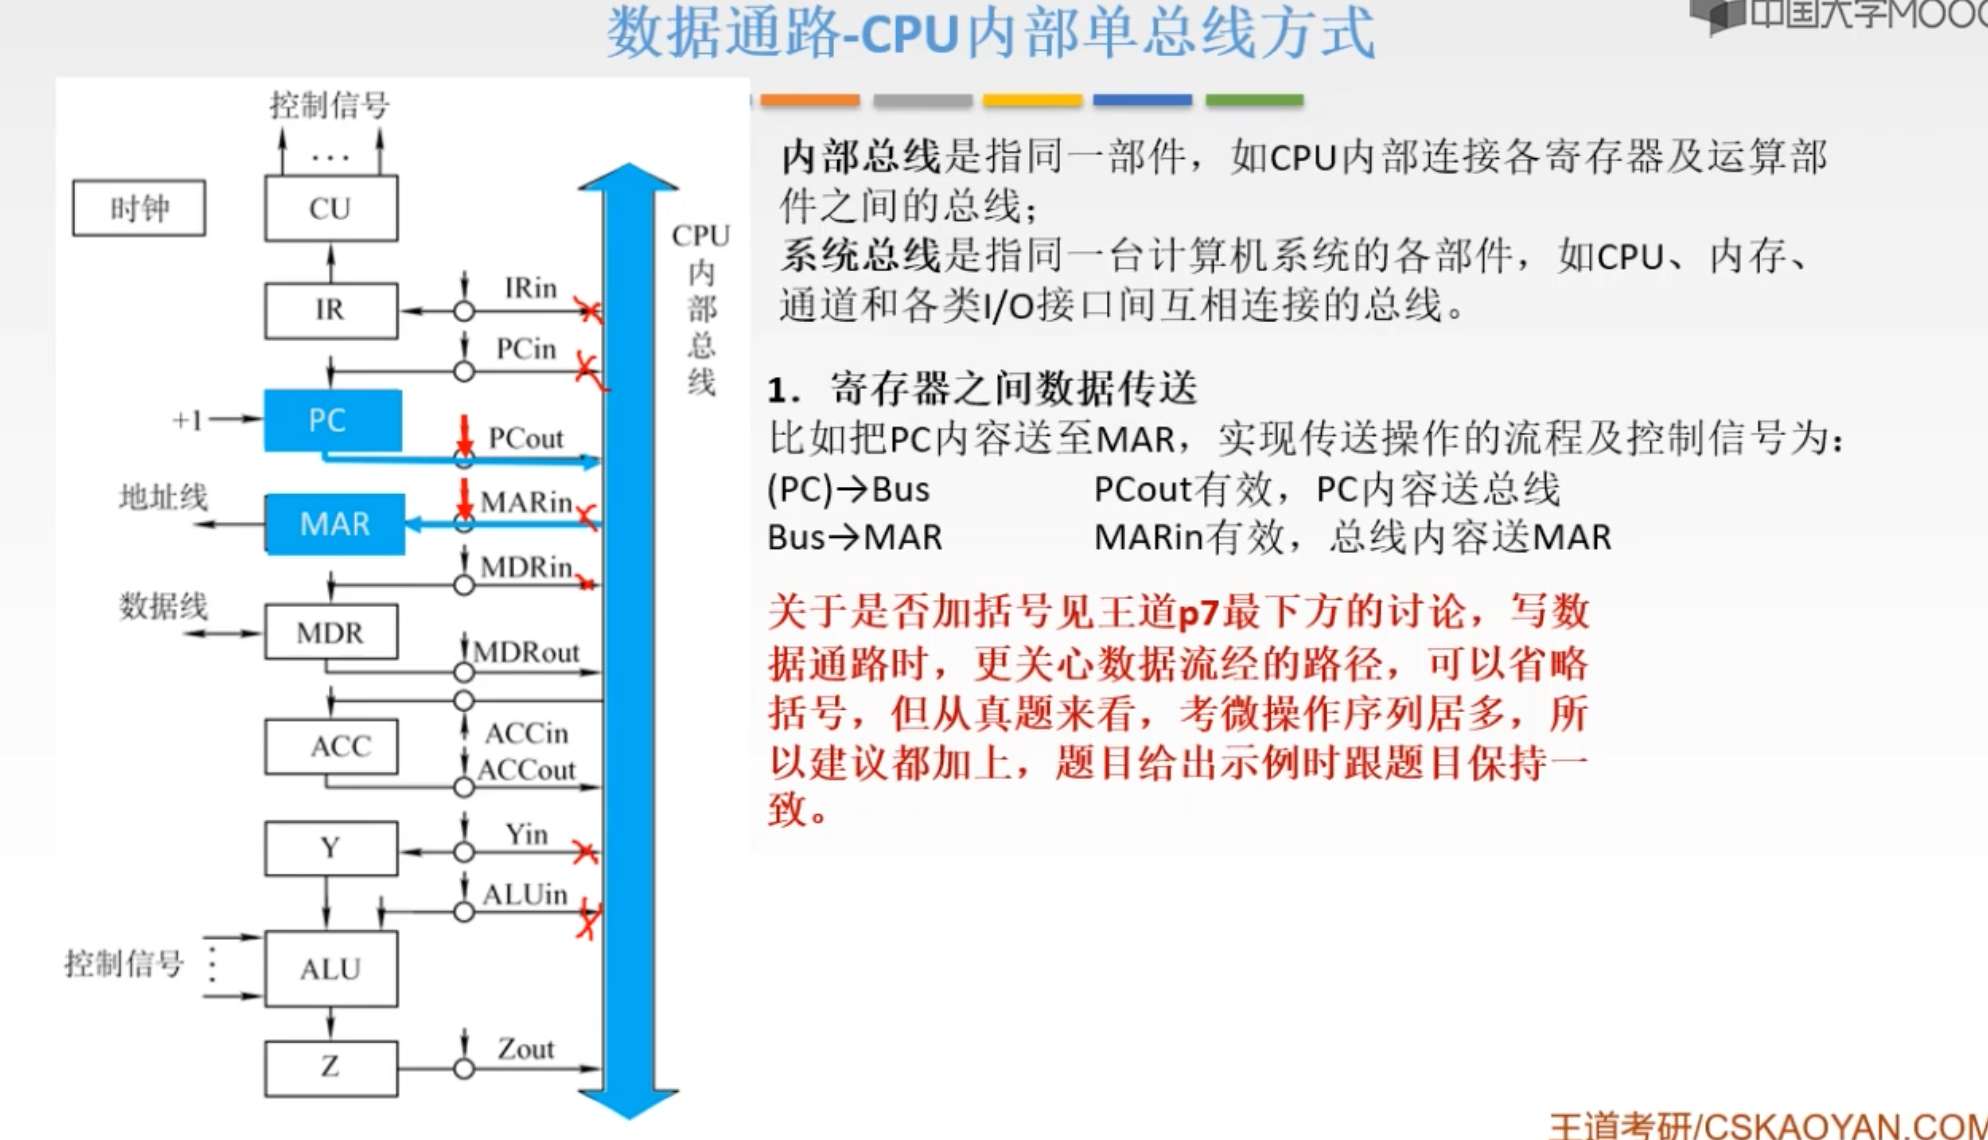 数据通路-CPU内部单总线方式
中国大学MOOC
控制信号
...
时钟
CU
IR
IRin
PCin
+1
PC
PCout
地址线
MAR
MARin
MDRin
数据线
MDR
MDRout
ACC
ACCin
ACCout
Y
Yin
ALUin
控制信号
ALU
Z
Zout
CPU
内
部
总
线
内部总线是指同一部件，如CPU内部连接各寄存器及运算部
件之间的总线；
系统总线是指同一台计算机系统的各部件，如CPU、内存、
通道和各类I/O接口间互相连接的总线。
1. 寄存器之间数据传送
比如把PC内容送至MAR，实现传送操作的流程及控制信号为：
(PC)→Bus PCout有效，PC内容送总线
Bus→MAR MARin有效，总线内容送MAR
关于是否加括号见王道p7最下方的讨论，写数
据通路时，更关心数据流经的路径，可以省略
括号，但从真题来看，考微操作序列居多，所
以建议都加上，题目给出示例时跟题目保持一
致。
王道考研/CSKAOYAN.COM